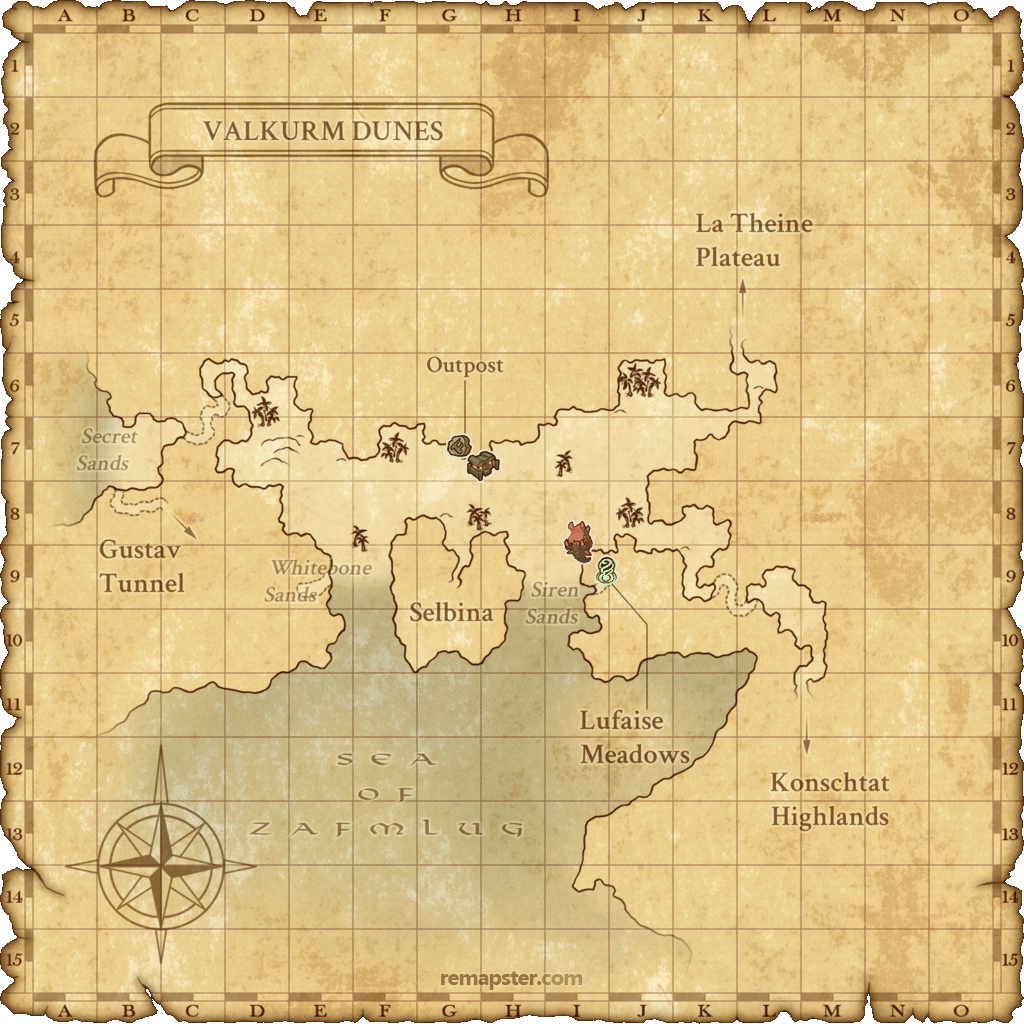 A B C D E F G H I J K L M N O
1 1
2 2
VALKURM DUNES
3 3
La Theine
Plateau
4 4
5 5
Outpost
6 6
7 7
Secret
Sands
8 8
Gustav
Tunnel
Whitebone
Sands
9 9
Siren
Sands
Selbina
10 10
11 11
Lufaise
Meadows
12 12
SEA
OF
ZAFMLUG
Konschtat
Highlands
13 13
14 14
15 15
remapster.com
A B C D E F G H I J K L M N O